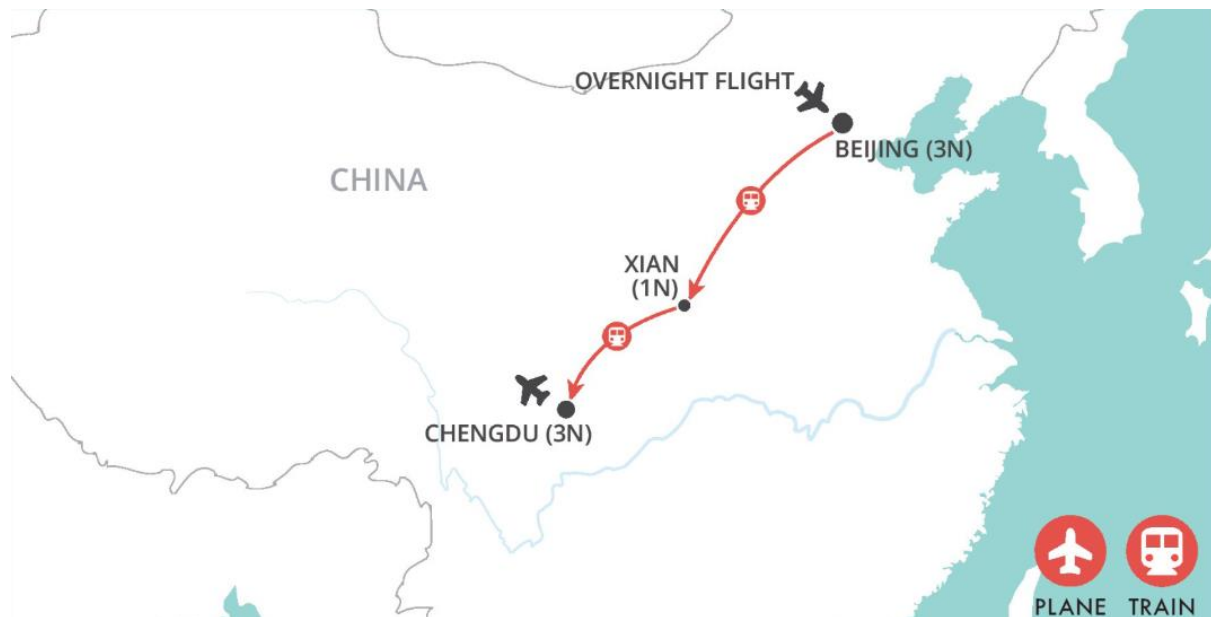 OVERNIGHT FLIGHT
BEIJING (3N)
CHINA
XIAN
(1N)
CHENGDU (3N)
PLANE
TRAIN